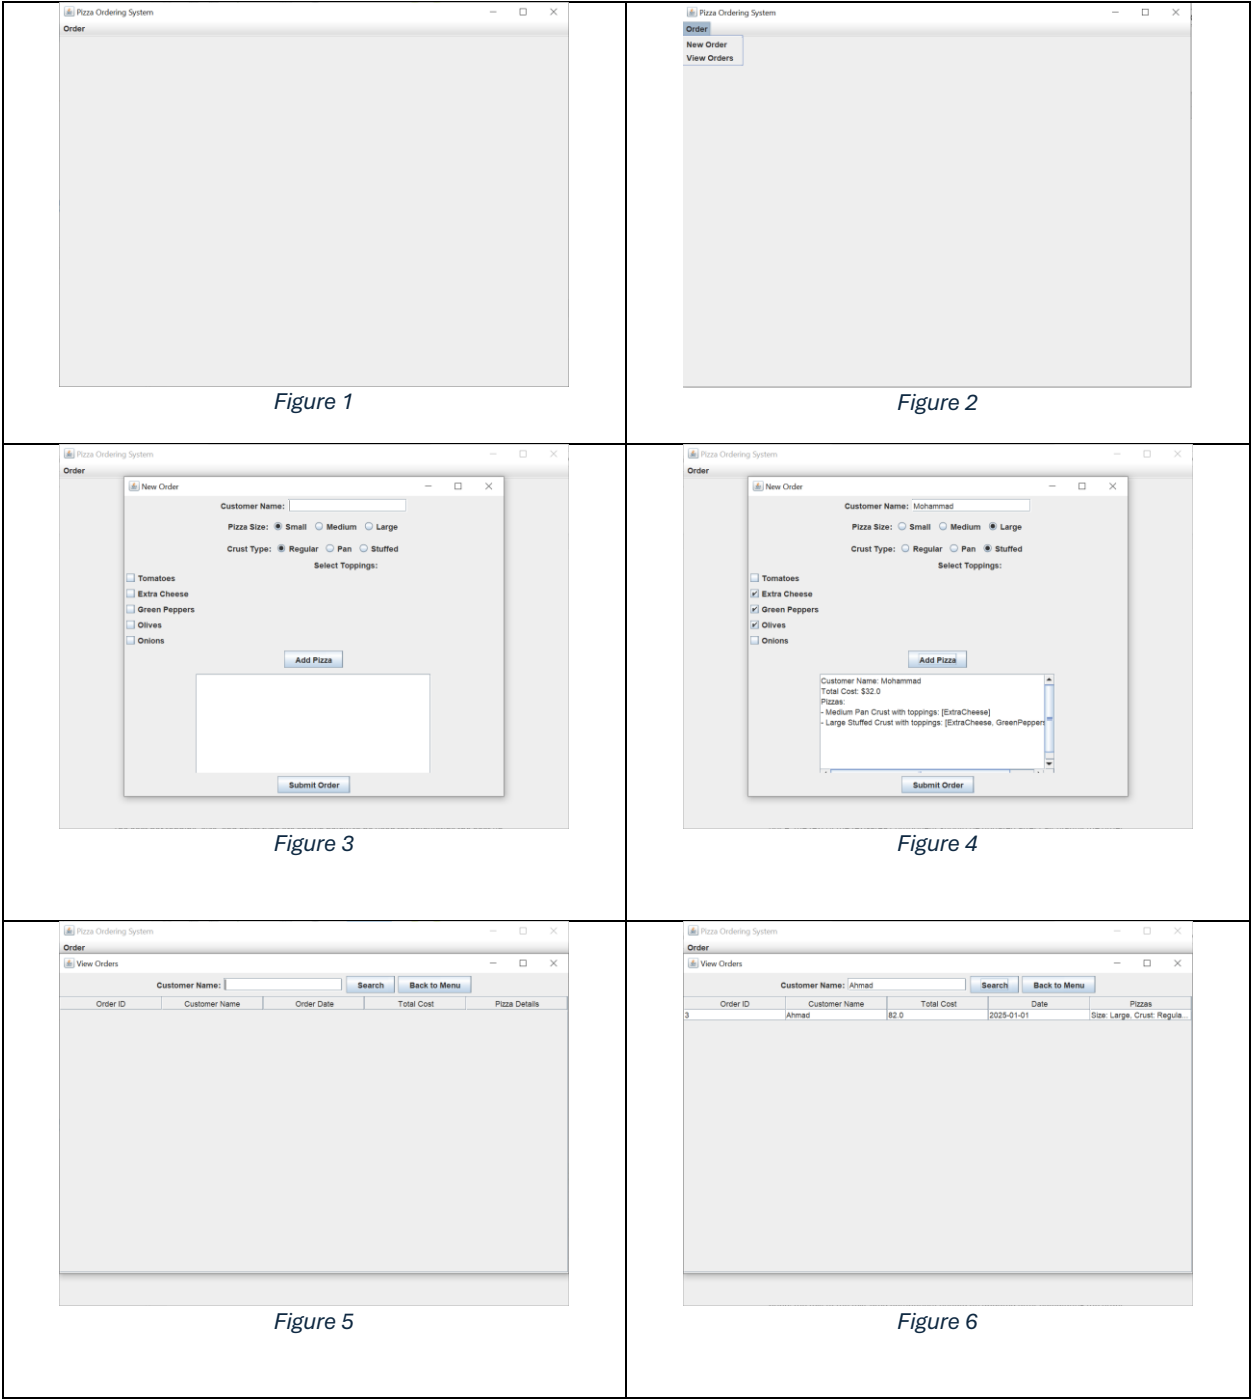 Pizza Ordering System
Order
Figure 1
Pizza Ordering System
Order
New Order
View Orders
Figure 2
Pizza Ordering System
Order
New Order
Customer Name:
Pizza Size: Small Medium Large
Crust Type: Regular Pan Stuffed
Select Toppings:
Tomatoes
Extra Cheese
Green Peppers
Olives
Onions
Add Pizza
Submit Order
Figure 3
Pizza Ordering System
Order
New Order
Customer Name: Mohammad
Pizza Size: Small Medium Large
Crust Type: Regular Pan Stuffed
Select Toppings:
Tomatoes
Extra Cheese
Green Peppers
Olives
Onions
Add Pizza
Customer Name: Mohammad
Total Cost: $32.0
Pizzas:
- Medium Pan Crust with toppings: [ExtraCheese]
- Large Stuffed Crust with toppings: [ExtraCheese, GreenPeppers
Submit Order
Figure 4
Pizza Ordering System
Order
View Orders
Customer Name: Search Back to Menu
Order ID Customer Name Order Date Total Cost Pizza Details
Figure 5
Pizza Ordering System
Order
View Orders
Customer Name: Ahmad Search Back to Menu
Order ID Customer Name Total Cost Date Pizzas
3 Ahmad 82.0 2025-01-01 Size: Large, Crust: Regula...
Figure 6